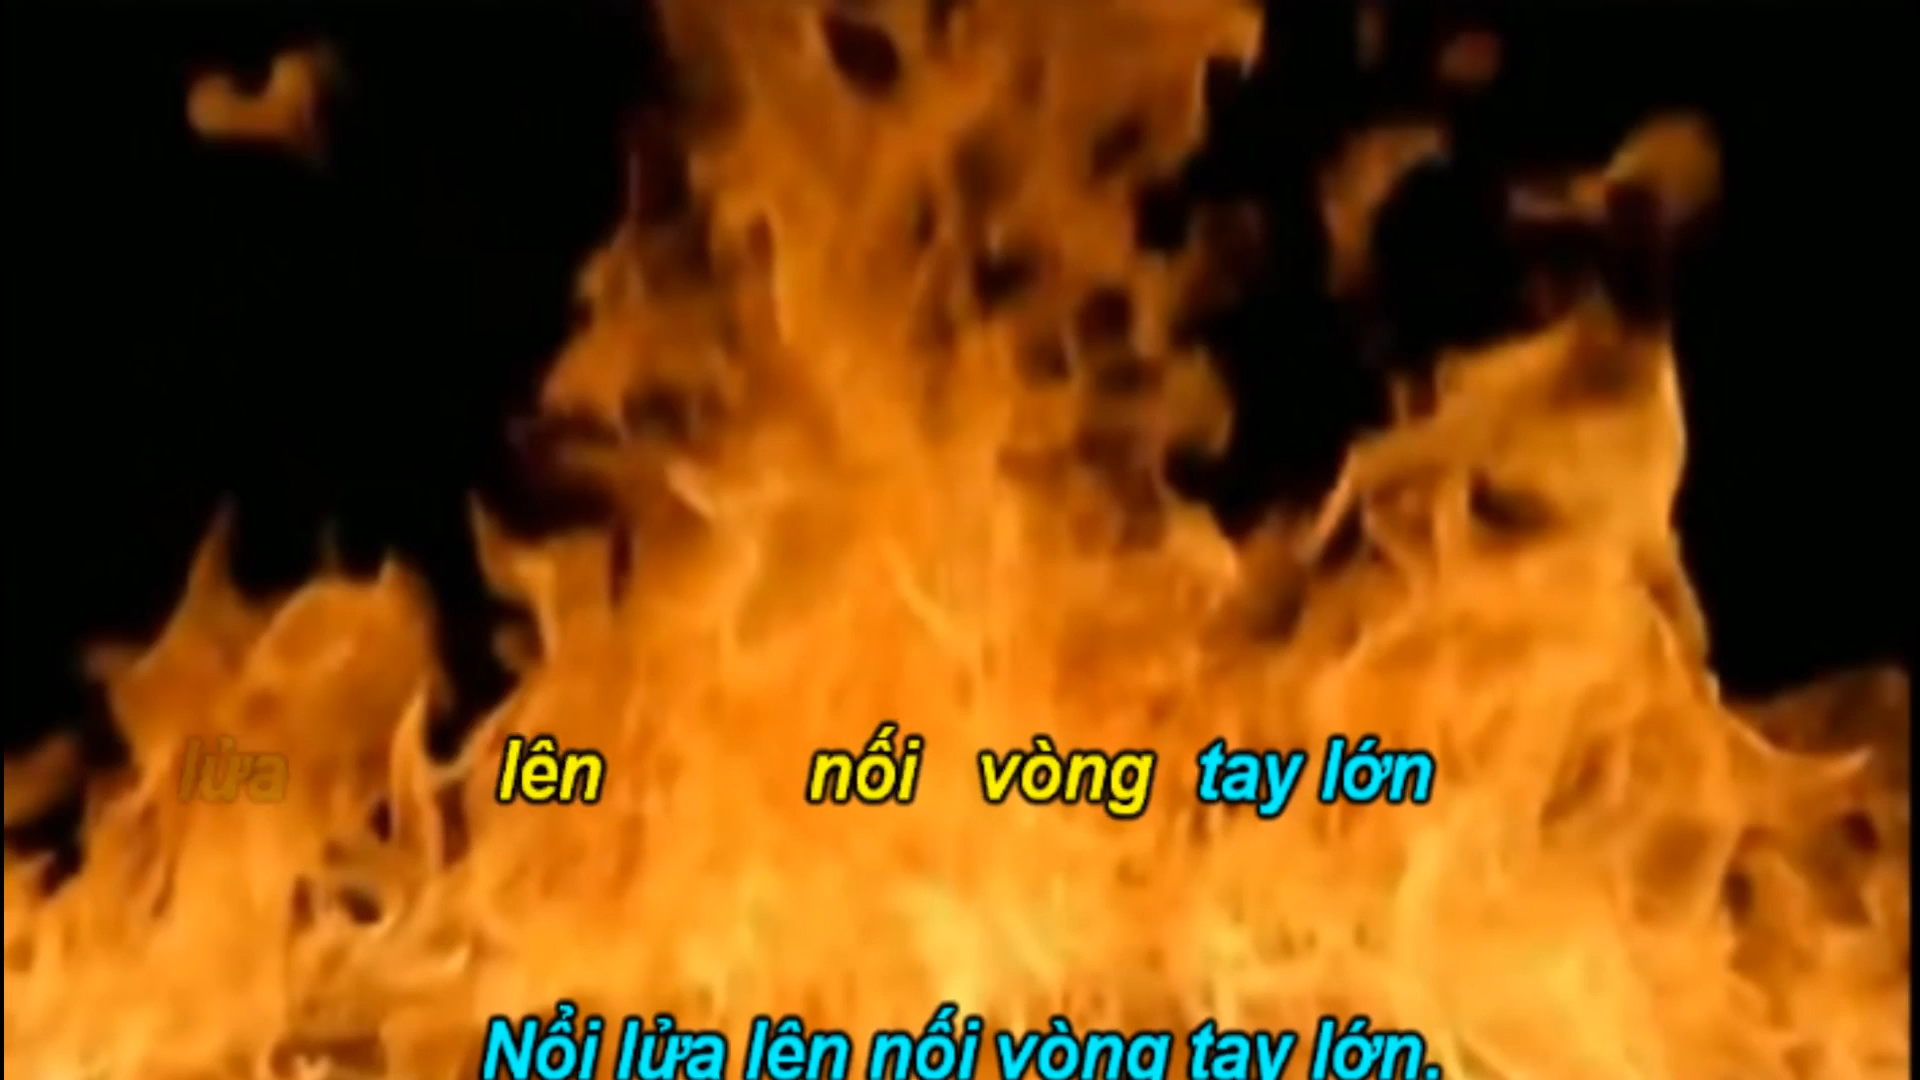 lửa lên nối vòng tay lớn
Nổi lửa lên nối vòng tay lớn.